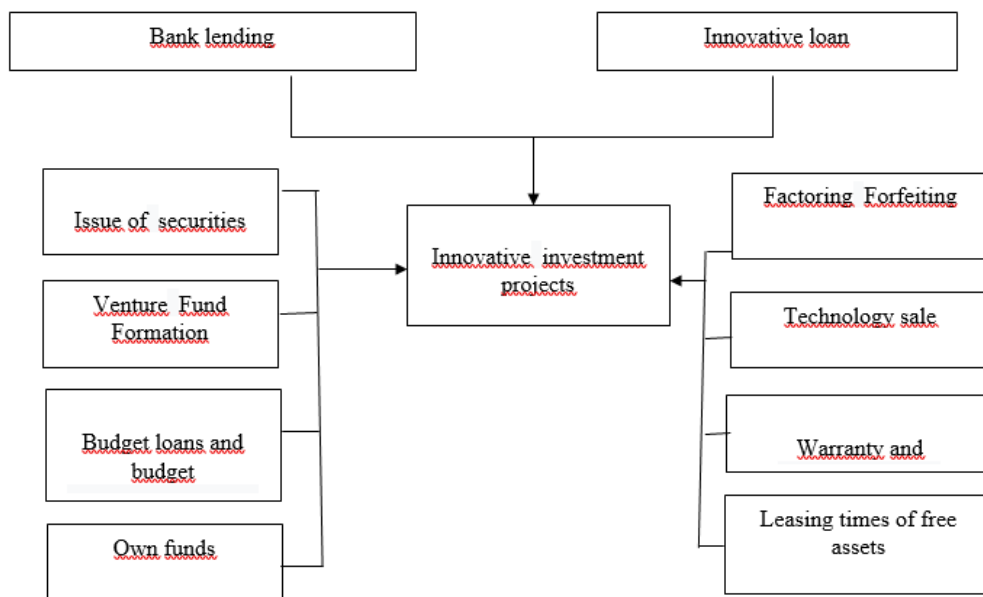 Bank lending
Innovative loan
Issue of securities
Venture Fund
Formation
Budget loans and
budget
Own funds
Innovative investment
projects
Factoring Forfeiting
Technology sale
Warranty and
Leasing times of free
assets